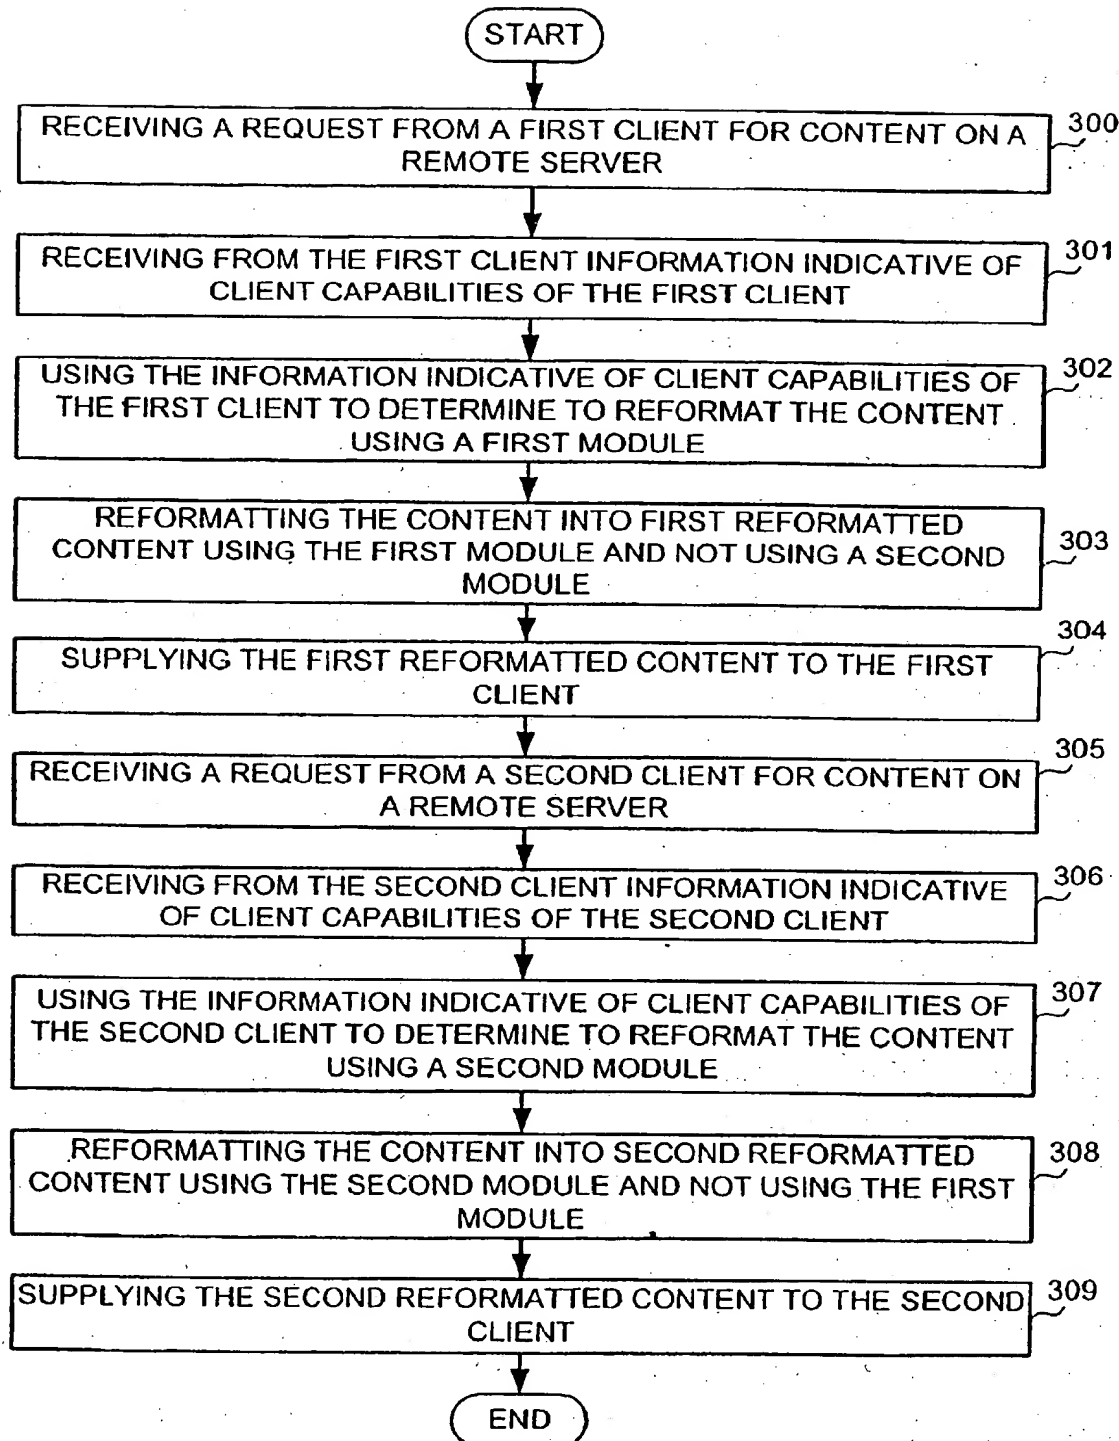 START
RECEIVING A REQUEST FROM A FIRST CLIENT FOR CONTENT ON A
REMOTE SERVER
300
RECEIVING FROM THE FIRST CLIENT INFORMATION INDICATIVE OF
CLIENT CAPABILITIES OF THE FIRST CLIENT
301
USING THE INFORMATION INDICATIVE OF CLIENT CAPABILITIES OF
THE FIRST CLIENT TO DETERMINE TO REFORMAT THE CONTENT
USING A FIRST MODULE
302
REFORMATTING THE CONTENT INTO FIRST REFORMATTED
CONTENT USING THE FIRST MODULE AND NOT USING A SECOND
MODULE
303
SUPPLYING THE FIRST REFORMATTED CONTENT TO THE FIRST
CLIENT
304
RECEIVING A REQUEST FROM A SECOND CLIENT FOR CONTENT ON
A REMOTE SERVER
305
RECEIVING FROM THE SECOND CLIENT INFORMATION INDICATIVE
OF CLIENT CAPABILITIES OF THE SECOND CLIENT
306
USING THE INFORMATION INDICATIVE OF CLIENT CAPABILITIES OF
THE SECOND CLIENT TO DETERMINE TO REFORMAT THE CONTENT
USING A SECOND MODULE
307
REFORMATTING THE CONTENT INTO SECOND REFORMATTED
CONTENT USING THE SECOND MODULE AND NOT USING THE FIRST
MODULE
308
SUPPLYING THE SECOND REFORMATTED CONTENT TO THE SECOND
CLIENT
309
END